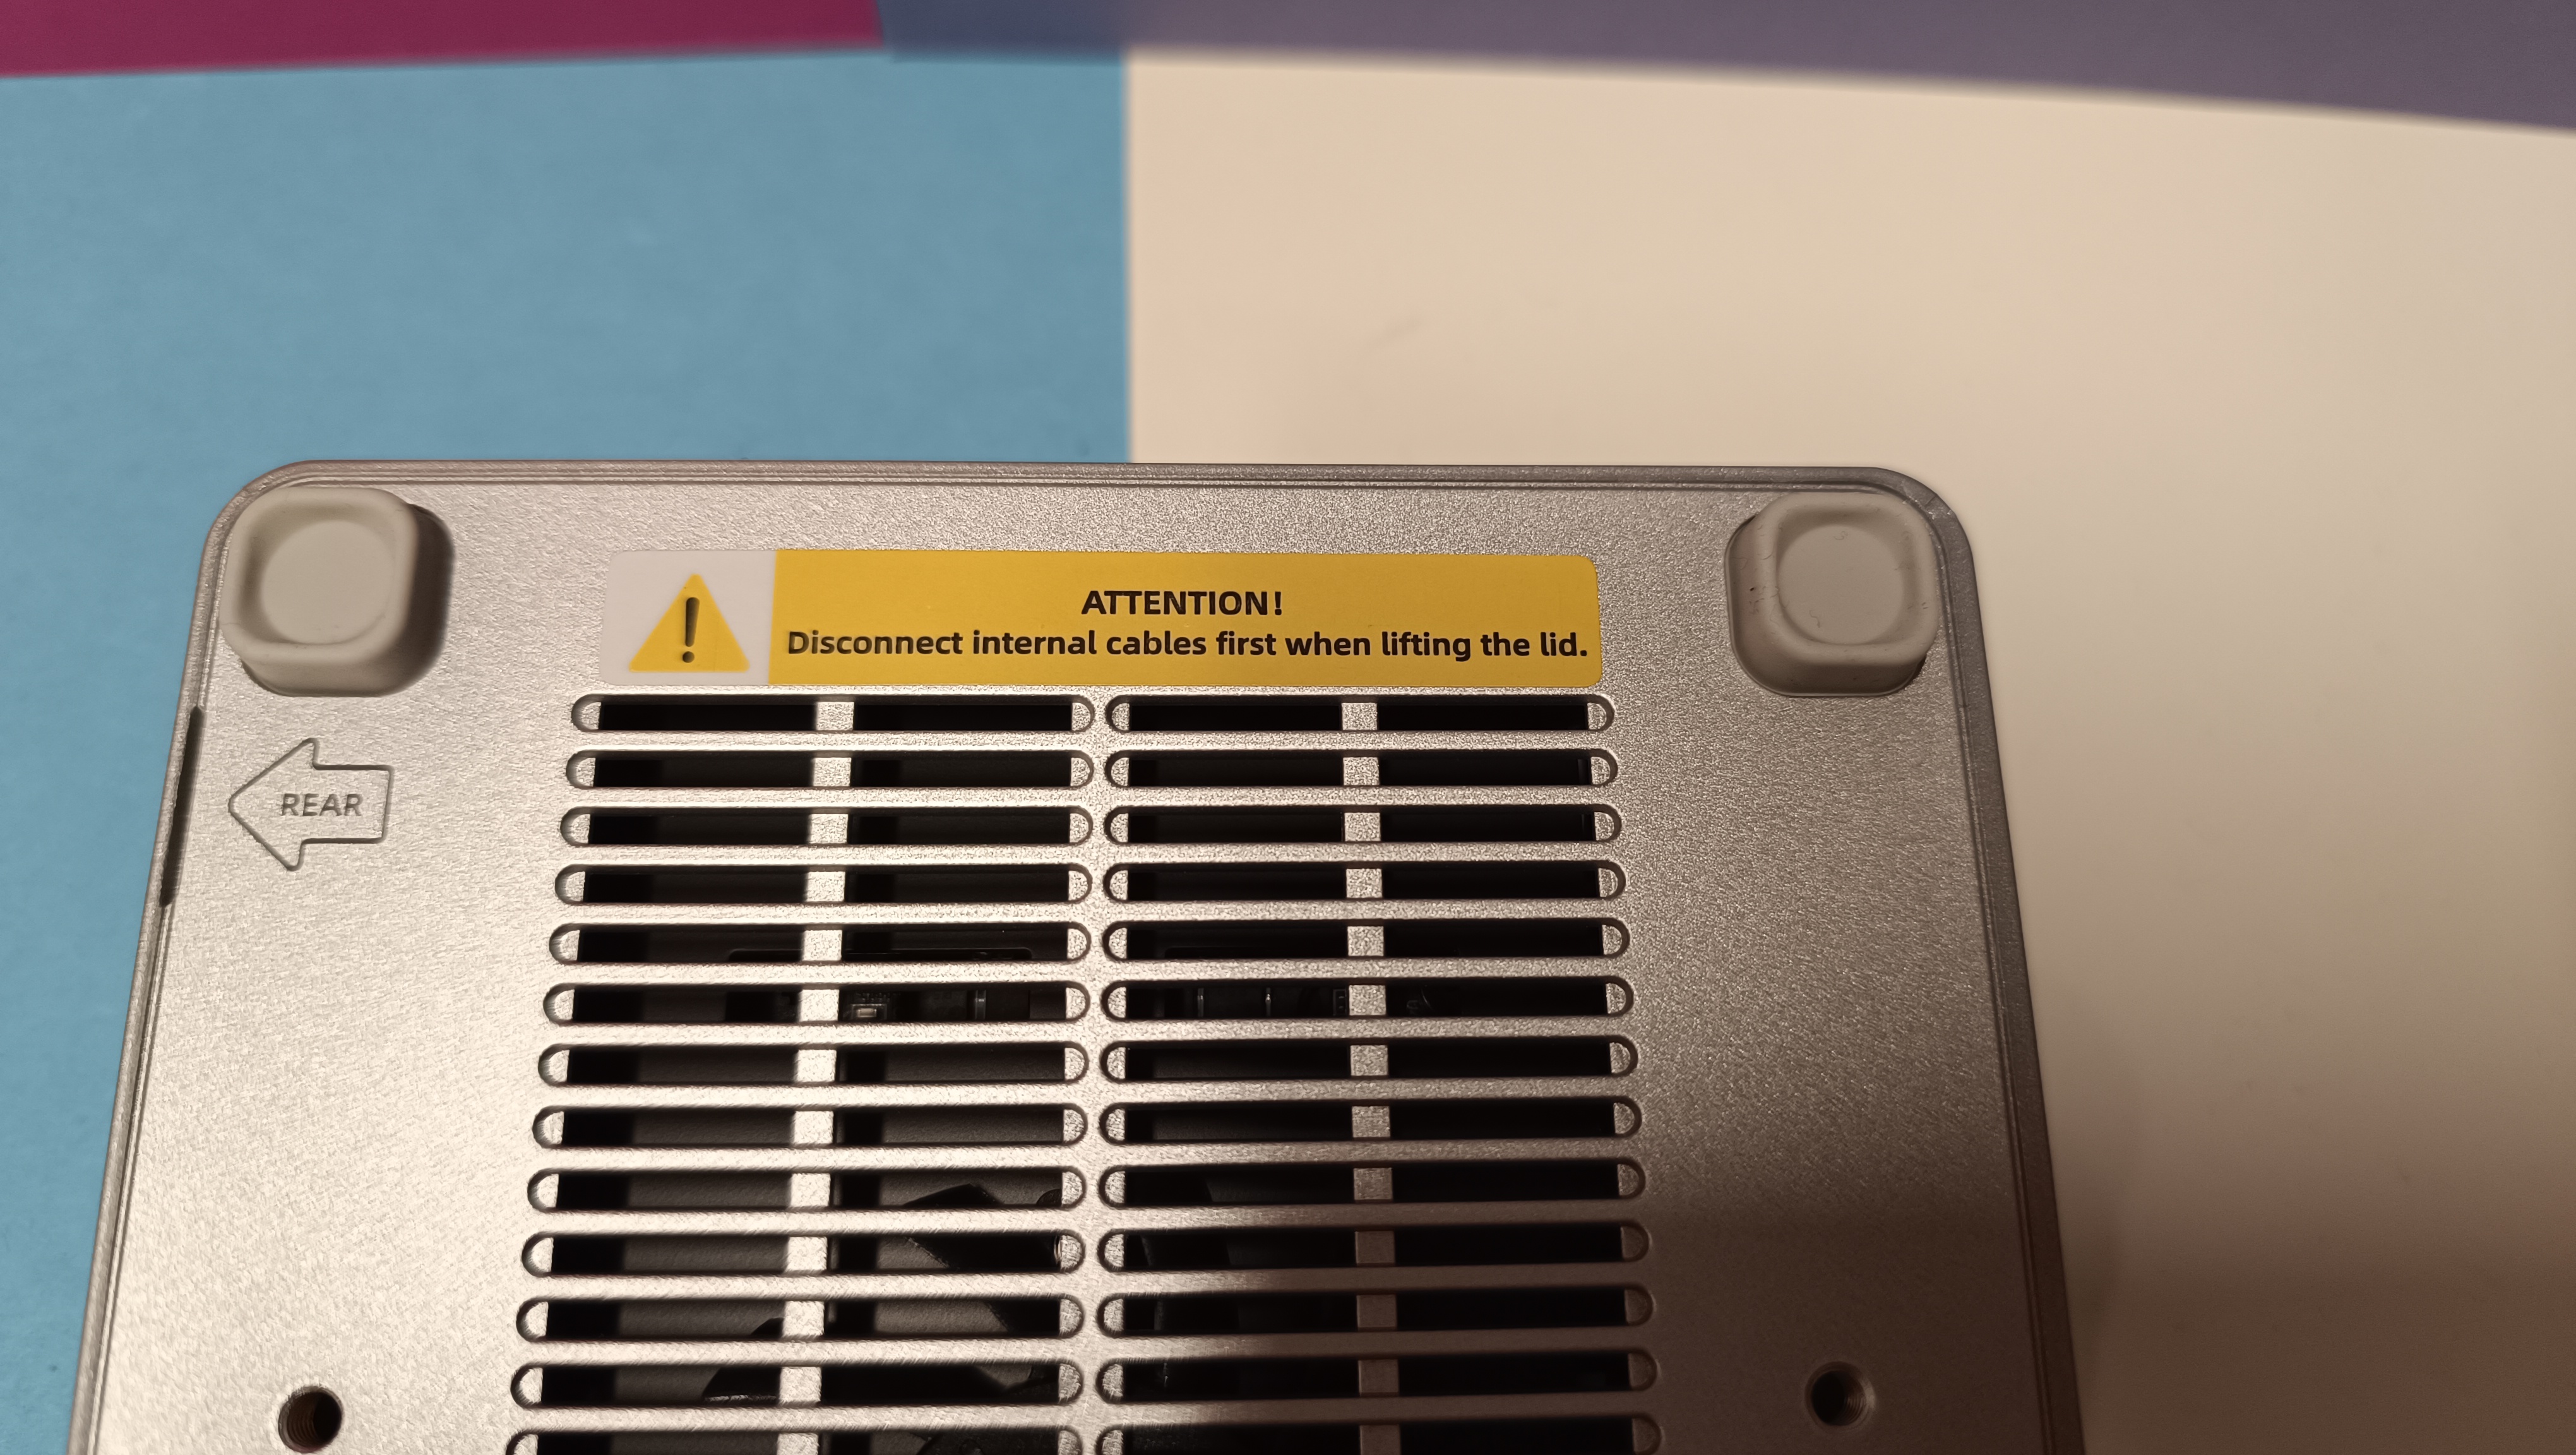 ATTENTION!
Disconnect internal cables first when lifting the lid.
REAR